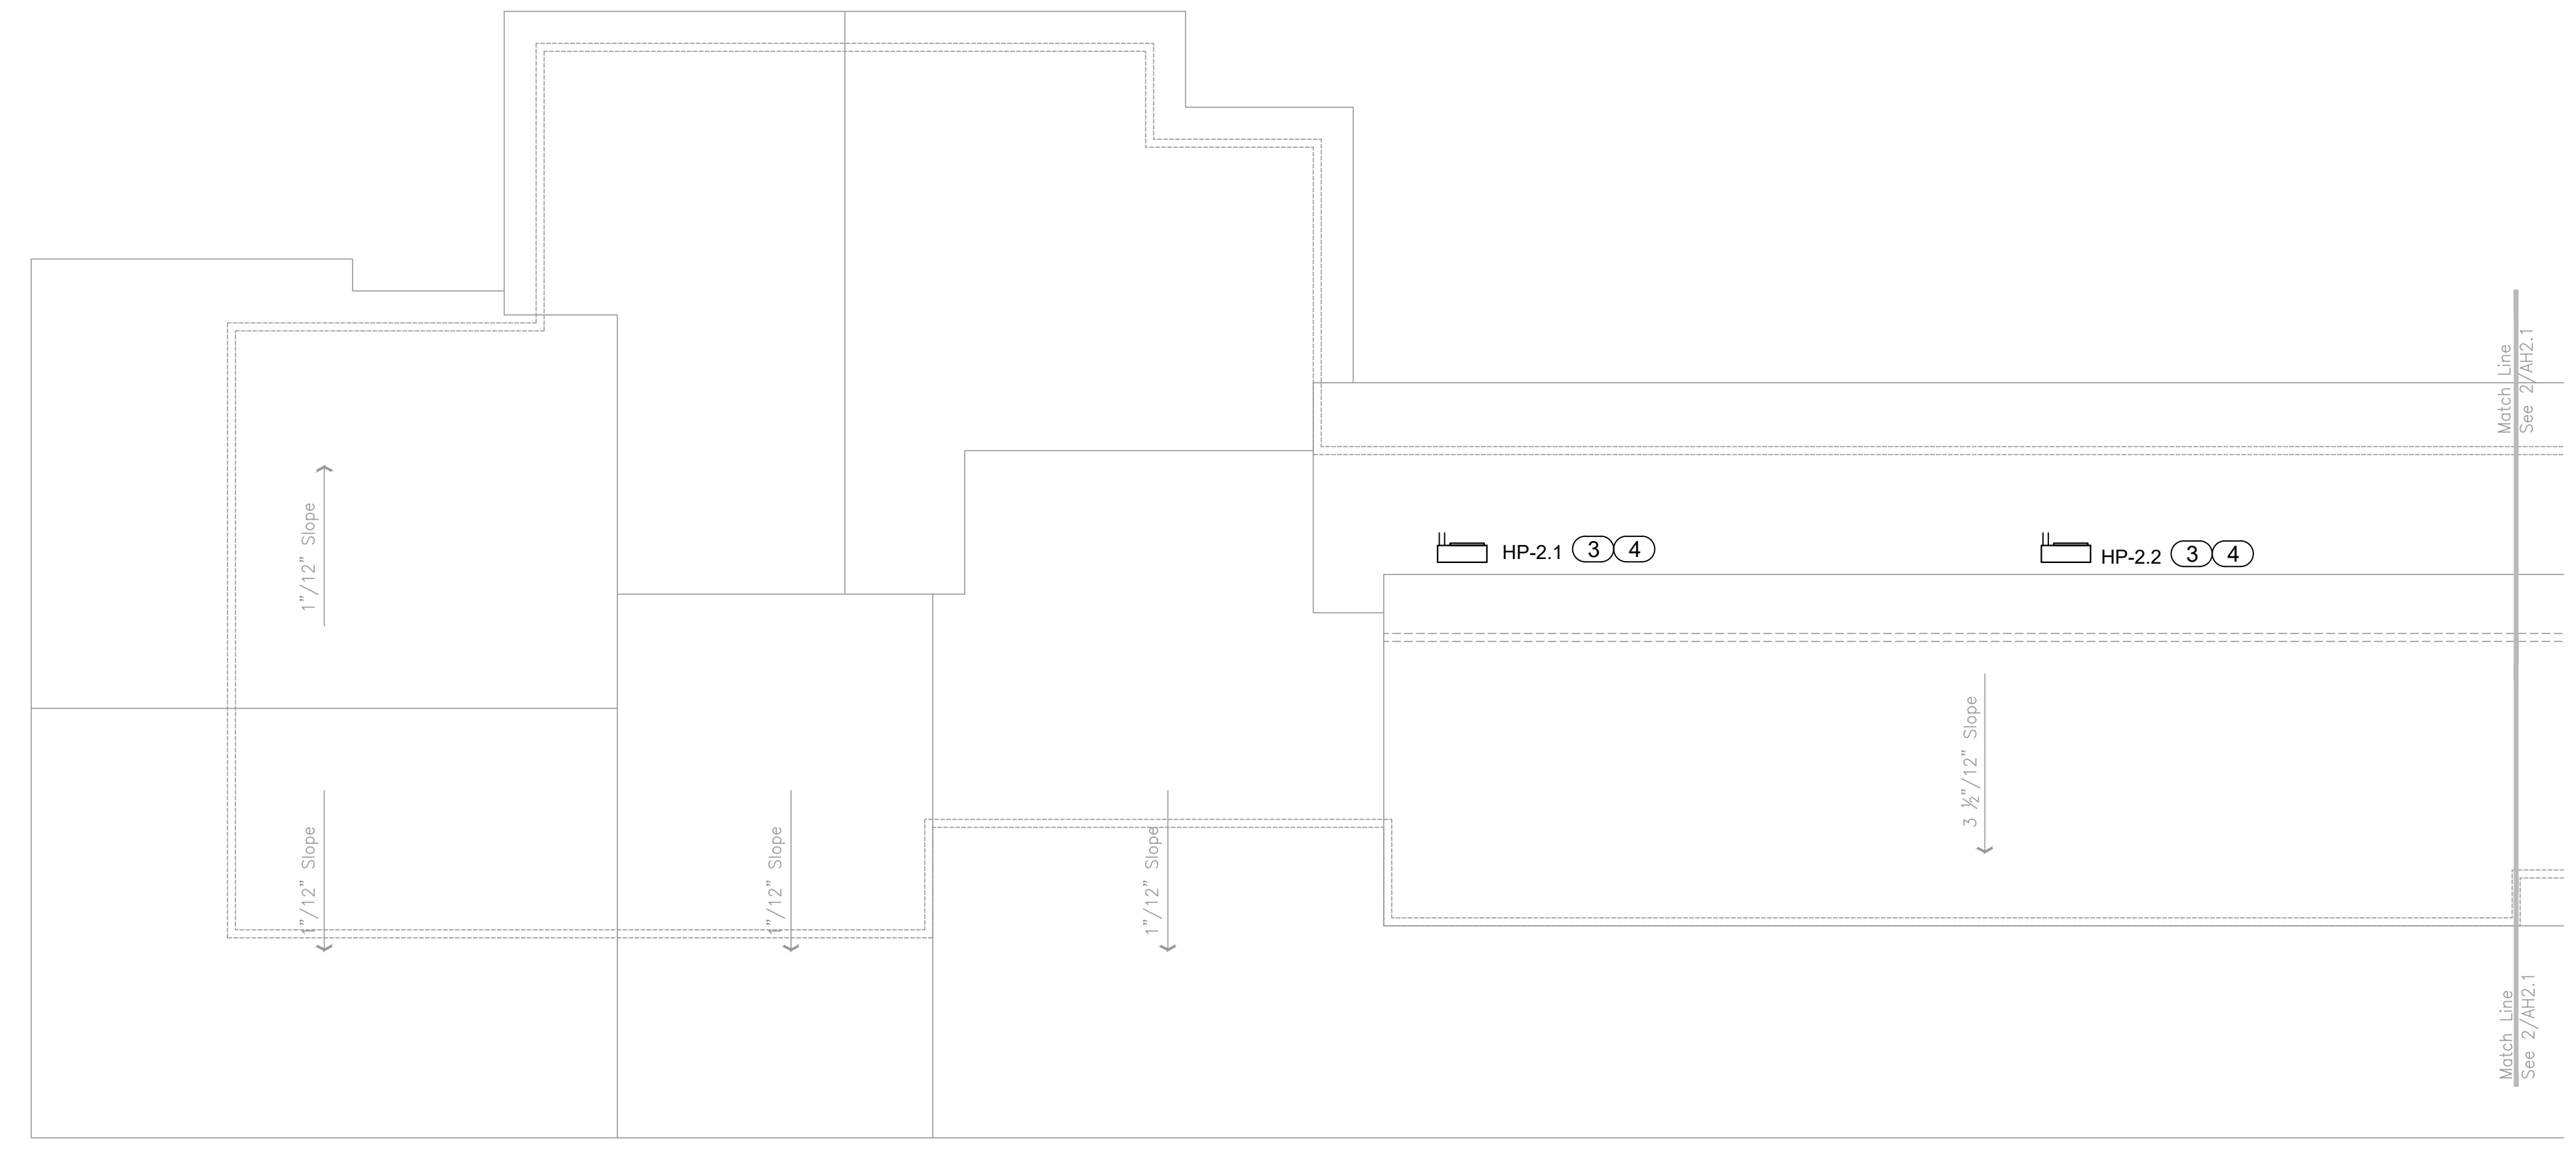 Match Line
See 2/AH2.1
1"/12" Slope
HP-2.1 3 4
HP-2.2 3 4
3 ½"/12" Slope
1"/12" Slope
1"/12" Slope
1"/12" Slope
Match Line
See 2/AH2.1